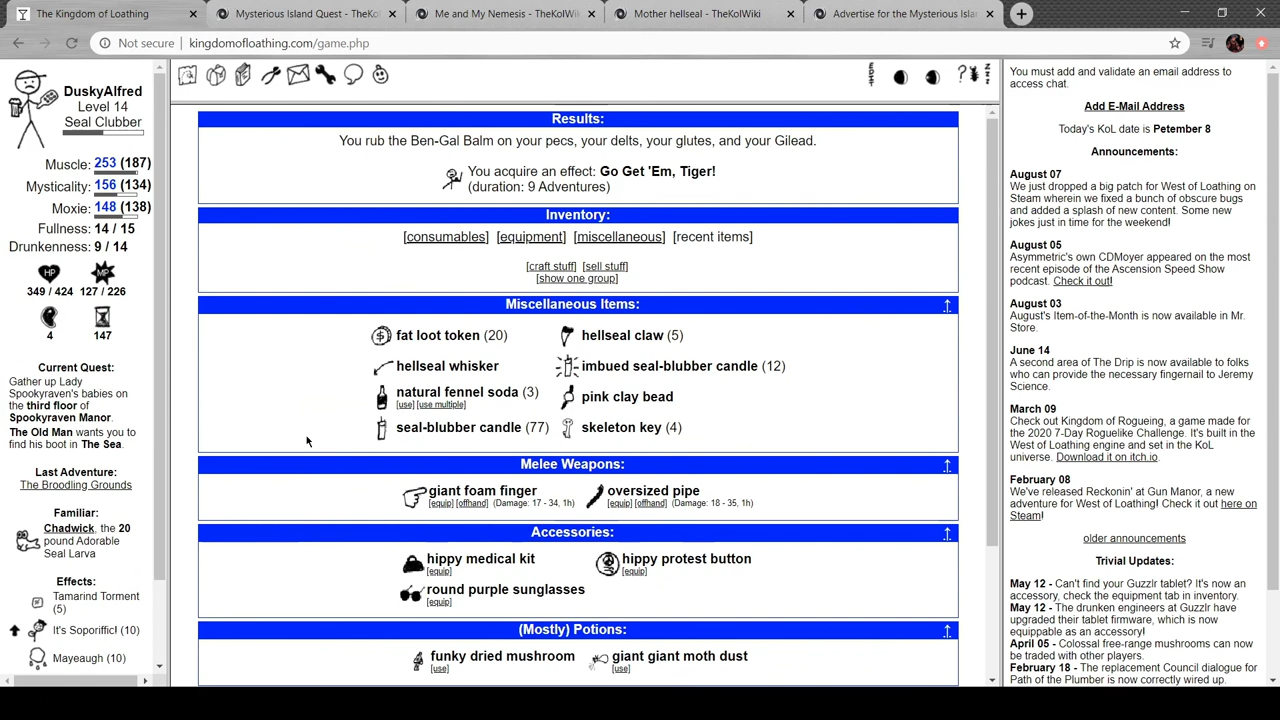 The Kingdom of Loathing
Mysterious Island Quest - TheKol
Me and My Nemesis - TheKolWiki
Mother hellseal - TheKolWiki
Advertise for the Mysterious Islan
Not secure
kingdomofloathing.com/game.php
DuskyAlfred
Level 14
Seal Clubber
Muscle: 253 (187)
Mysticality: 156 (134)
Moxie: 148 (138)
Fullness: 14 / 15
Drunkenness: 9 / 14
HP
MP
349 / 424
127 / 226
4
147
Current Quest:
Gather up Lady
Spookyraven's babies on
the third floor of
Spookyraven Manor.
The Old Man wants you to
find his boot in The Sea.
Last Adventure:
The Broodling Grounds
Familiar:
Chadwick, the 20
pound Adorable
Seal Larva
Effects:
Tamarind Torment
(5)
It's Soporiffic! (10)
Mayeaugh (10)
Results:
You rub the Ben-Gal Balm on your pecs, your delts, your glutes, and your Gilead.
You acquire an effect: Go Get 'Em, Tiger!
(duration: 9 Adventures)
Inventory:
[consumables] [equipment] [miscellaneous] [recent items]
[craft stuff] [sell stuff]
[show one group]
Miscellaneous Items:
fat loot token (20)
hellseal claw (5)
hellseal whisker
imbued seal-blubber candle (12)
natural fennel soda (3)
[use] [use multiple]
pink clay bead
seal-blubber candle (77)
skeleton key (4)
Melee Weapons:
giant foam finger
[equip] [offhand] (Damage: 17 - 34, 1h)
oversized pipe
[equip] [offhand] (Damage: 18 - 35, 1h)
Accessories:
hippy medical kit
[equip]
hippy protest button
[equip]
round purple sunglasses
[equip]
(Mostly) Potions:
funky dried mushroom
[use]
giant giant moth dust
[use]
You must add and validate an email address to
access chat.
Add E-Mail Address
Today's KoL date is Petember 8
Announcements:
August 07
We just dropped a big patch for West of Loathing on
Steam wherein we fixed a bunch of obscure bugs
and added a splash of new content. Some new
jokes just in time for the weekend!
August 05
Asymmetric's own CDMoyer appeared on the most
recent episode of the Ascension Speed Show
podcast. Check it out!
August 03
August's Item-of-the-Month is now available in Mr.
Store.
June 14
A second area of The Drip is now available to folks
who can provide the necessary fingernail to Jeremy
Science.
March 09
Check out Kingdom of Rogueing, a game made for
the 2020 7-Day Roguelike Challenge. It's built in the
West of Loathing engine and set in the KoL
universe. Download it on itch io.
February 08
We've released Reckonin' at Gun Manor, a new
adventure for West of Loathing! Check it out here on
Steam!
older announcements
Trivial Updates:
May 12 - Can't find your Guzzlr tablet? It's now an
accessory, check the equipment tab in inventory.
May 12 - The drunken engineers at Guzzlr have
upgraded their tablet firmware, which is now
equippable as an accessory!
April 05 - Colossal free-range mushrooms can now
be traded with other players.
February 18 - The replacement Council dialogue for
Path of the Plumber is now correctly wired up.